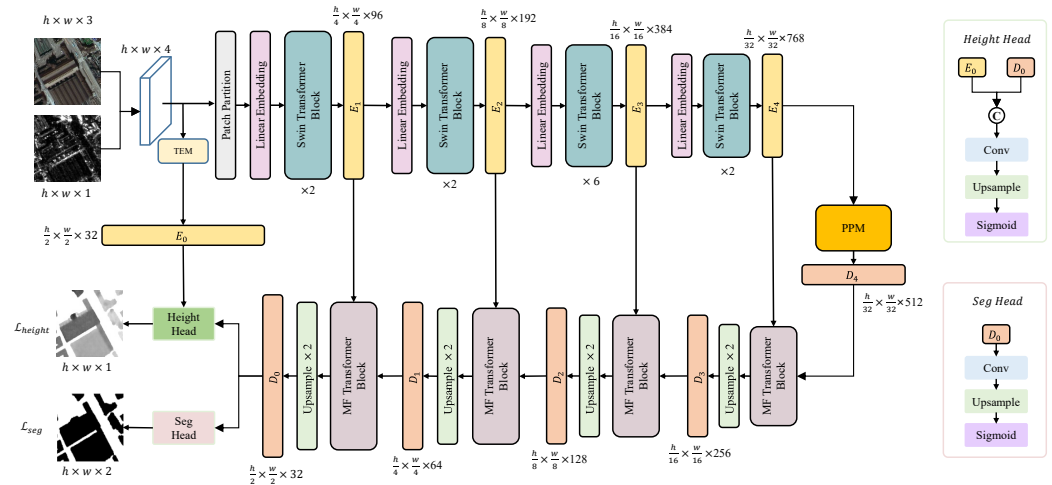 h × w × 3
h × w × 4
h × w × 1
TEM
h/2 × w/2 × 32
E₀
Patch Partition
Linear Embedding
Swin Transformer
Block
×2
h/4 × w/4 × 96
E₁
Linear Embedding
Swin Transformer
Block
×2
h/8 × w/8 × 192
E₂
Linear Embedding
Swin Transformer
Block
× 6
h/16 × w/16 × 384
E₃
Linear Embedding
Swin Transformer
Block
×2
h/32 × w/32 × 768
E₄
PPM
D₄
h/32 × w/32 × 512
MF Transformer
Block
Upsample × 2
D₃
h/16 × w/16 × 256
MF Transformer
Block
Upsample × 2
D₂
h/8 × w/8 × 128
MF Transformer
Block
Upsample × 2
D₁
h/4 × w/4 × 64
MF Transformer
Block
Upsample × 2
D₀
h/2 × w/2 × 32
Height
Head
ℒheight
h × w × 1
Seg
Head
ℒseg
h × w × 2
Height Head
E₀
D₀
C
Conv
Upsample
Sigmoid
Seg Head
D₀
Conv
Upsample
Sigmoid